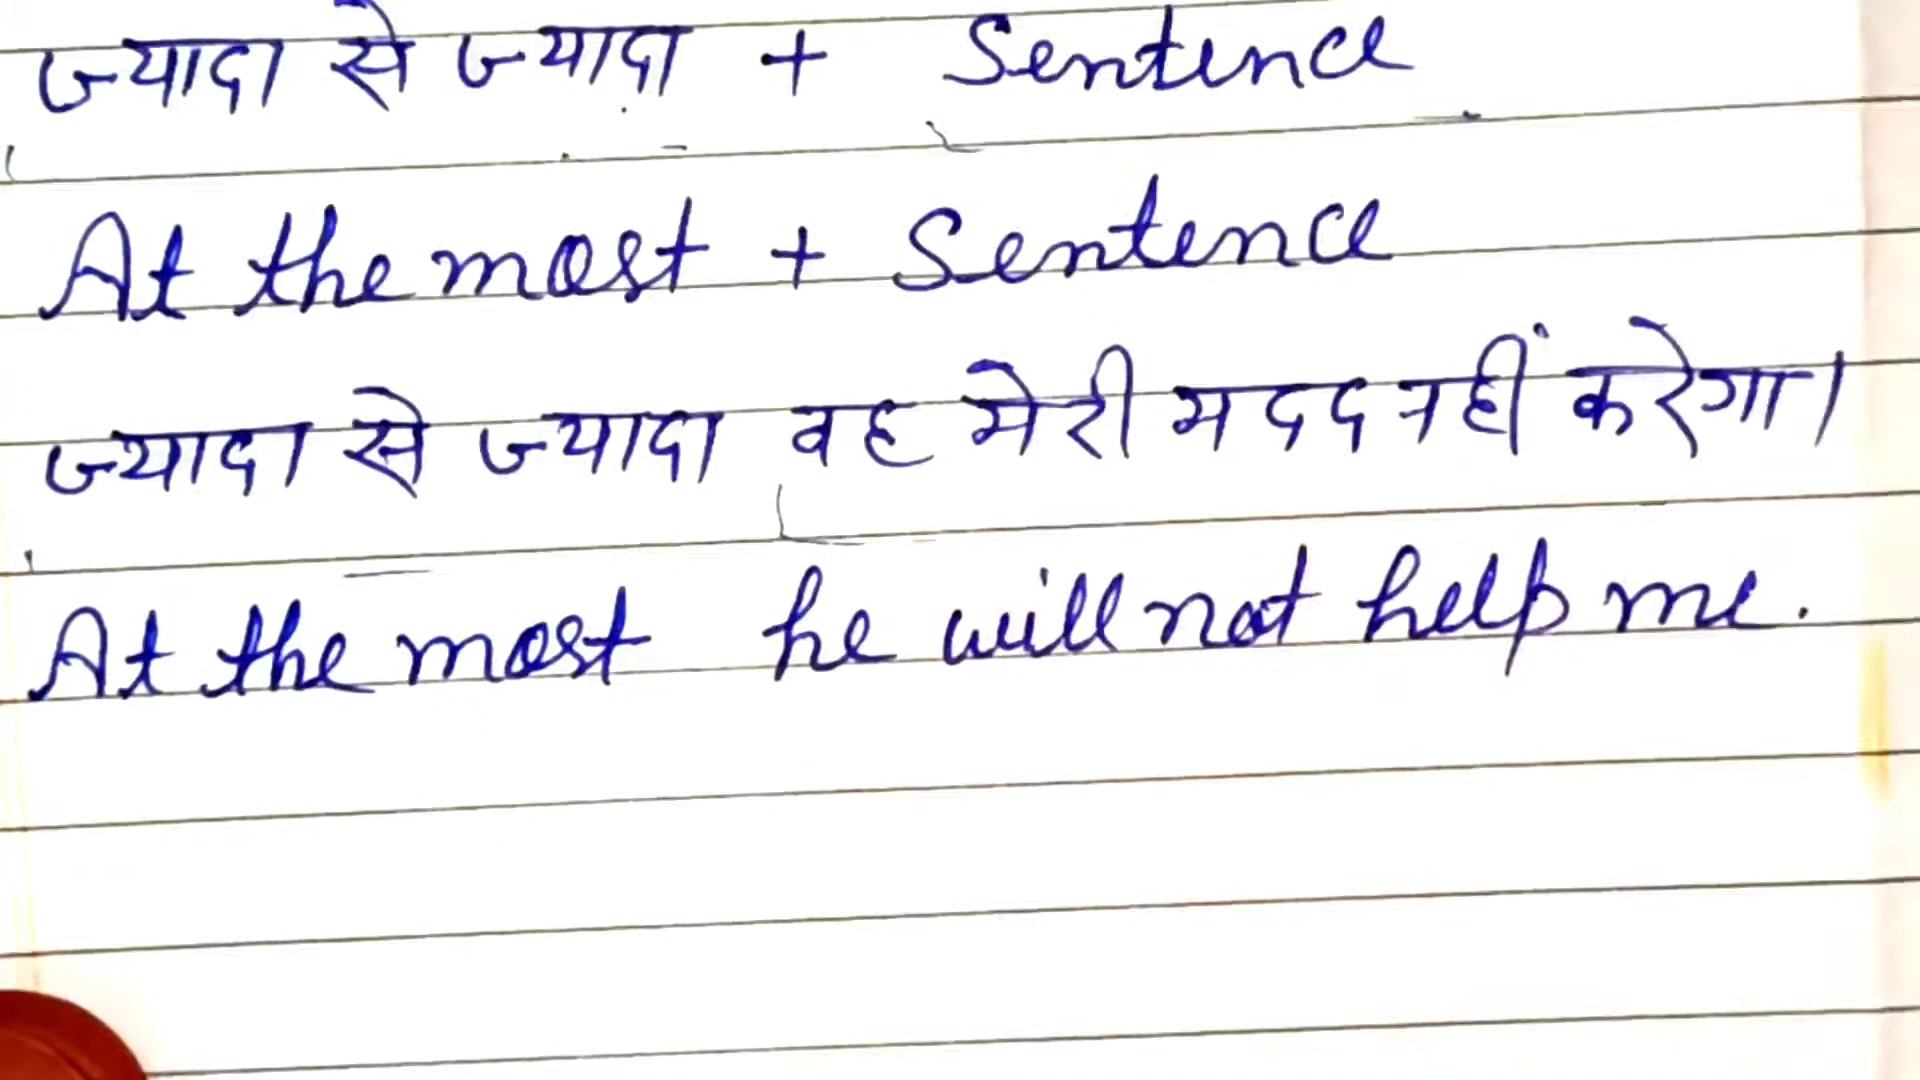 ज्यादा से ज्यादा + Sentence
At the most + Sentence
ज्यादा से ज्यादा वह मेरी मदद नहीं करेगा।
At the most he will not help me.